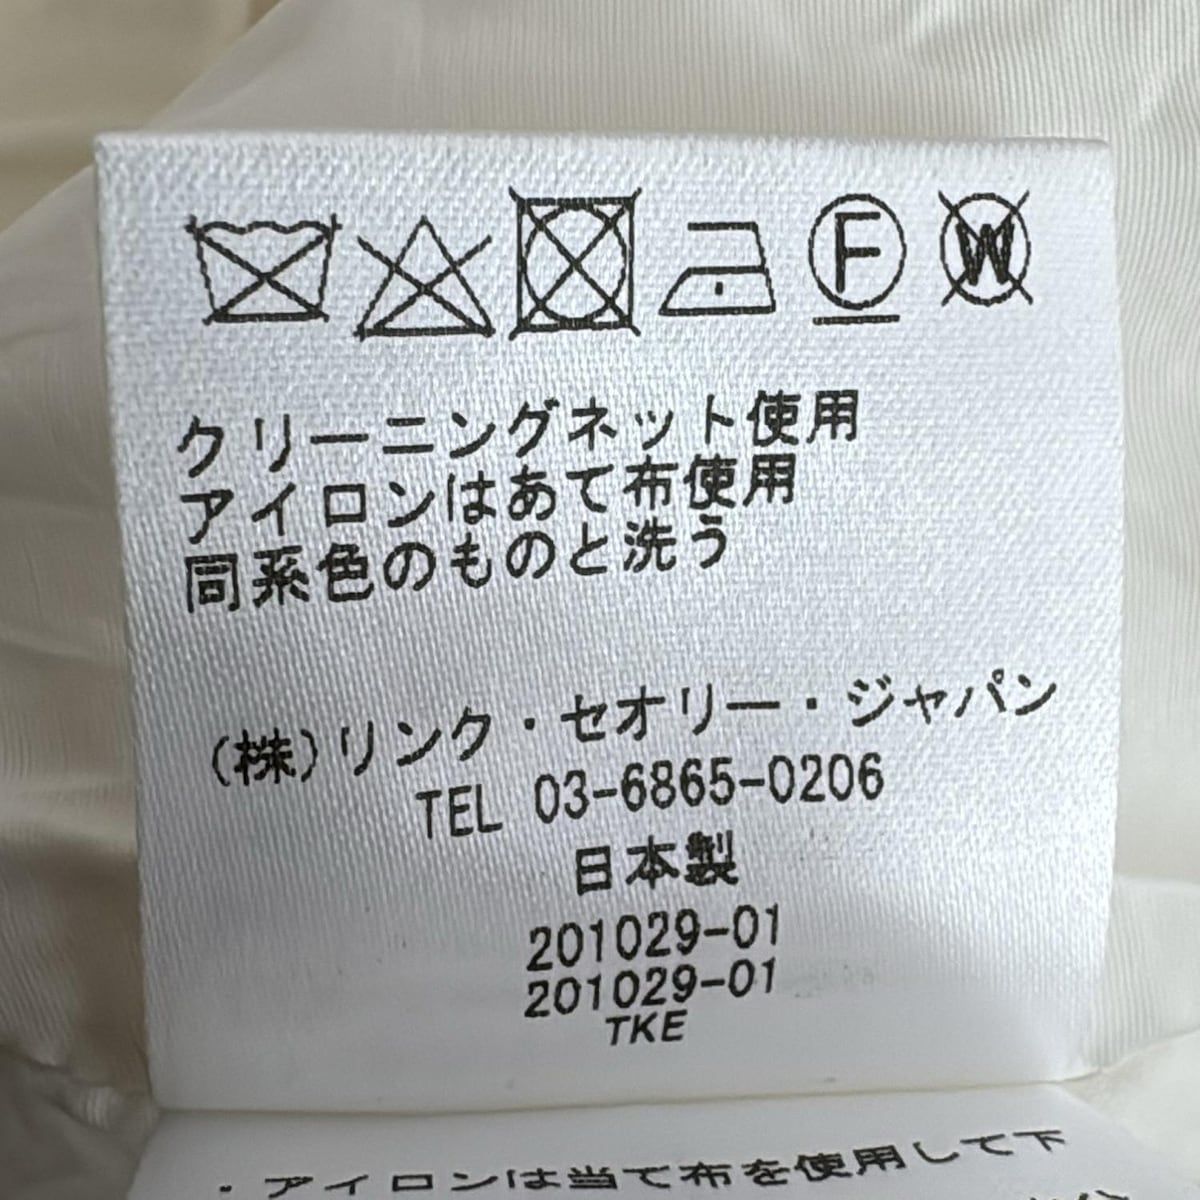 F W
クリーニングネット使用
アイロンはあて布使用
同系色のものと洗う
(株)リンク・セオリー・ジャパン
TEL 03-6865-0206
日本製
201029-01
201029-01
TKE
・アイロンは当て布を使用して下